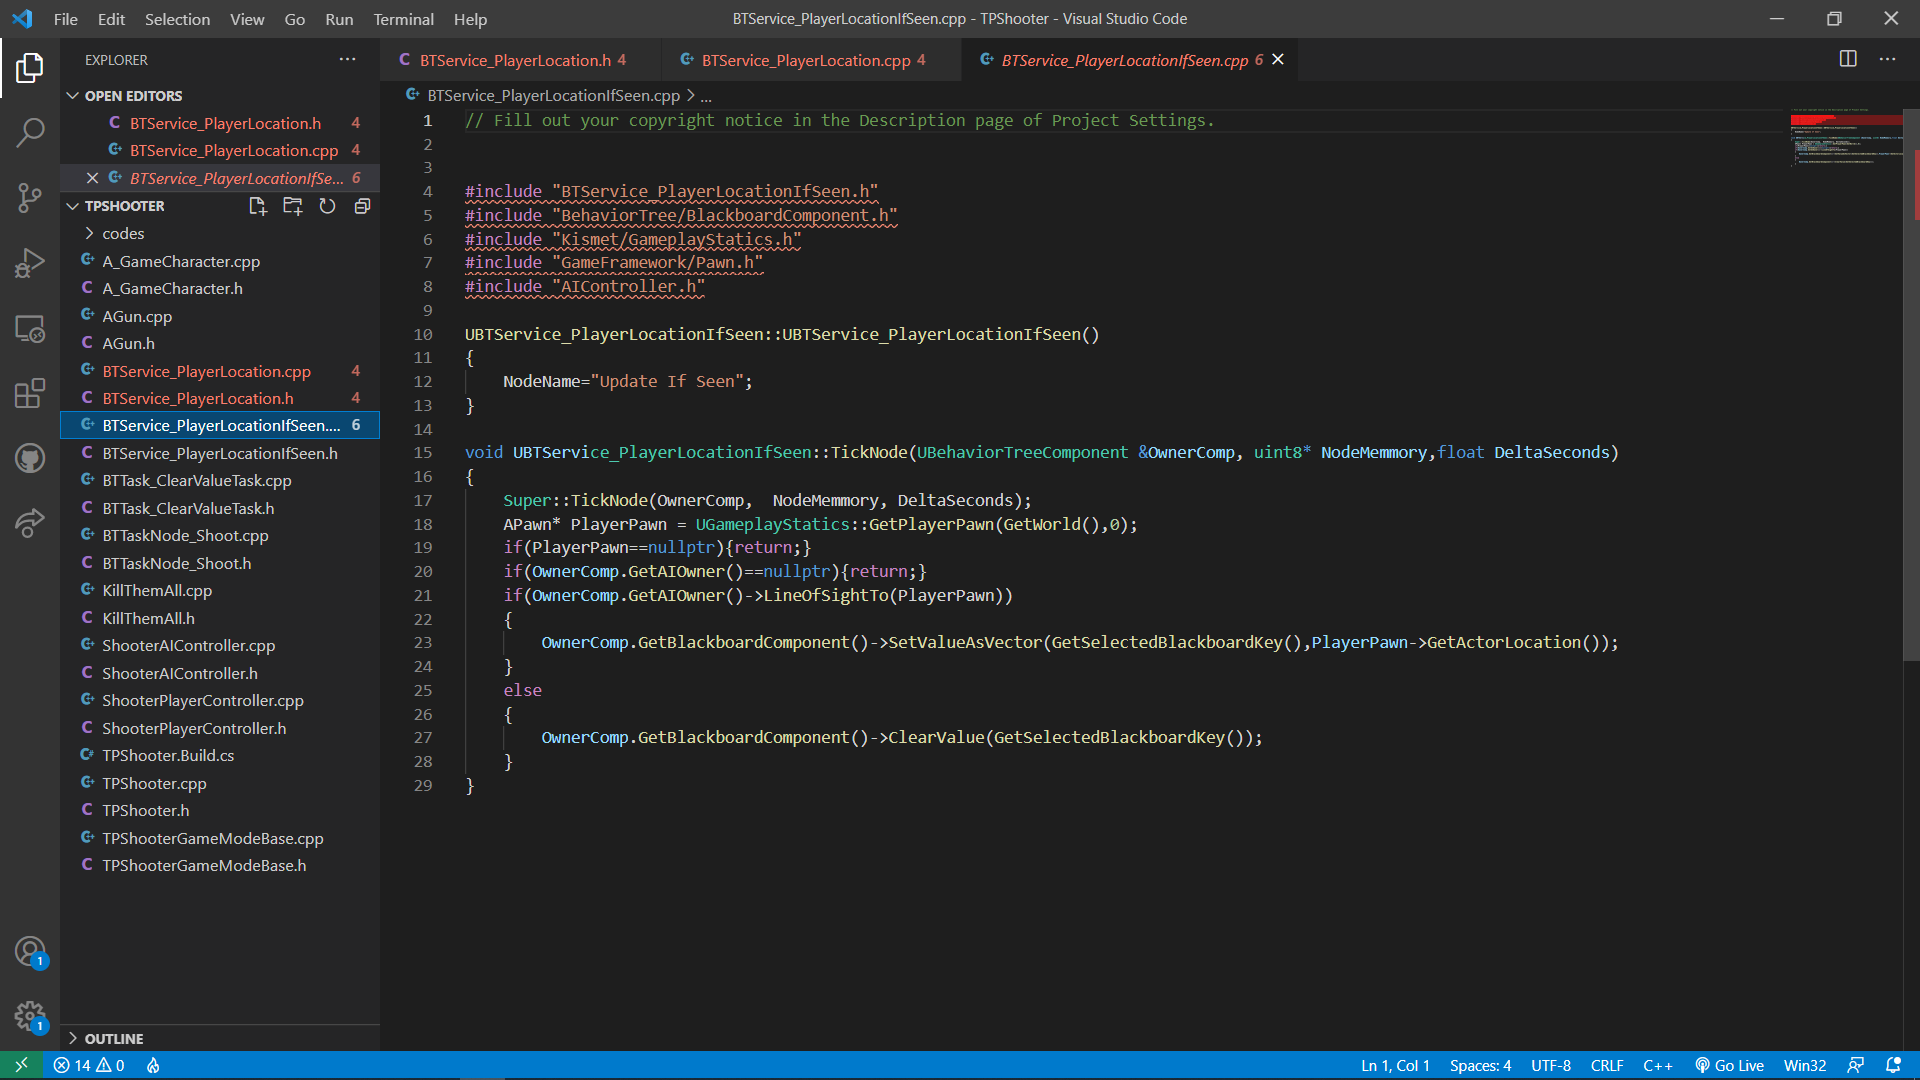 File Edit Selection View Go Run Terminal Help
BTService_PlayerLocationIfSeen.cpp - TPShooter - Visual Studio Code
EXPLORER
OPEN EDITORS
BTService_PlayerLocation.h 4
BTService_PlayerLocation.cpp 4
BTService_PlayerLocationIfSe... 6
TPSHOOTER
codes
A_GameCharacter.cpp
A_GameCharacter.h
AGun.cpp
AGun.h
BTService_PlayerLocation.cpp 4
BTService_PlayerLocation.h 4
BTService_PlayerLocationIfSeen.... 6
BTService_PlayerLocationIfSeen.h
BTTask_ClearValueTask.cpp
BTTask_ClearValueTask.h
BTTaskNode_Shoot.cpp
BTTaskNode_Shoot.h
KillThemAll.cpp
KillThemAll.h
ShooterAIController.cpp
ShooterAIController.h
ShooterPlayerController.cpp
ShooterPlayerController.h
TPShooter.Build.cs
TPShooter.cpp
TPShooter.h
TPShooterGameModeBase.cpp
TPShooterGameModeBase.h
OUTLINE
BTService_PlayerLocation.h 4
BTService_PlayerLocation.cpp 4
BTService_PlayerLocationIfSeen.cpp 6
BTService_PlayerLocationIfSeen.cpp > ...
1 // Fill out your copyright notice in the Description page of Project Settings.
2
3
4 #include "BTService_PlayerLocationIfSeen.h"
5 #include "BehaviorTree/BlackboardComponent.h"
6 #include "Kismet/GameplayStatics.h"
7 #include "GameFramework/Pawn.h"
8 #include "AIController.h"
9
10 UBTService_PlayerLocationIfSeen::UBTService_PlayerLocationIfSeen()
11 {
12     NodeName="Update If Seen";
13 }
14
15 void UBTService_PlayerLocationIfSeen::TickNode(UBehaviorTreeComponent &OwnerComp, uint8* NodeMemmory,float DeltaSeconds)
16 {
17     Super::TickNode(OwnerComp,  NodeMemmory, DeltaSeconds);
18     APawn* PlayerPawn = UGameplayStatics::GetPlayerPawn(GetWorld(),0);
19     if(PlayerPawn==nullptr){return;}
20     if(OwnerComp.GetAIOwner()==nullptr){return;}
21     if(OwnerComp.GetAIOwner()->LineOfSightTo(PlayerPawn))
22     {
23         OwnerComp.GetBlackboardComponent()->SetValueAsVector(GetSelectedBlackboardKey(),PlayerPawn->GetActorLocation());
24     }
25     else
26     {
27         OwnerComp.GetBlackboardComponent()->ClearValue(GetSelectedBlackboardKey());
28     }
29 }
1
1
14 0
Ln 1, Col 1 Spaces: 4 UTF-8 CRLF C++ Go Live Win32